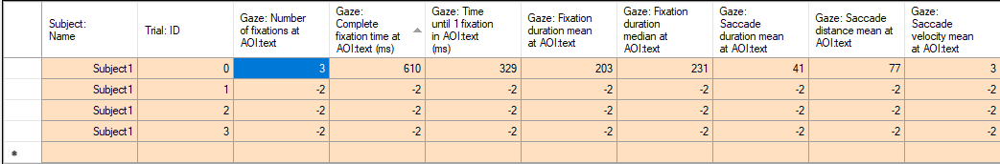 Subject: Name Trial: ID Gaze: Number of fixations at AOI:text Gaze: Complete fixation time at AOI:text (ms) Gaze: Time until 1 fixation in AOI:text (ms) Gaze: Fixation duration mean at AOI:text Gaze: Fixation duration median at AOI:text Gaze: Saccade duration mean at AOI:text Gaze: Saccade distance mean at AOI:text Gaze: Saccade velocity mean at AOI:text
Subject1 0 3 610 329 203 231 41 77 3
Subject1 1 -2 -2 -2 -2 -2 -2 -2 -2
Subject1 2 -2 -2 -2 -2 -2 -2 -2 -2
Subject1 3 -2 -2 -2 -2 -2 -2 -2 -2
*